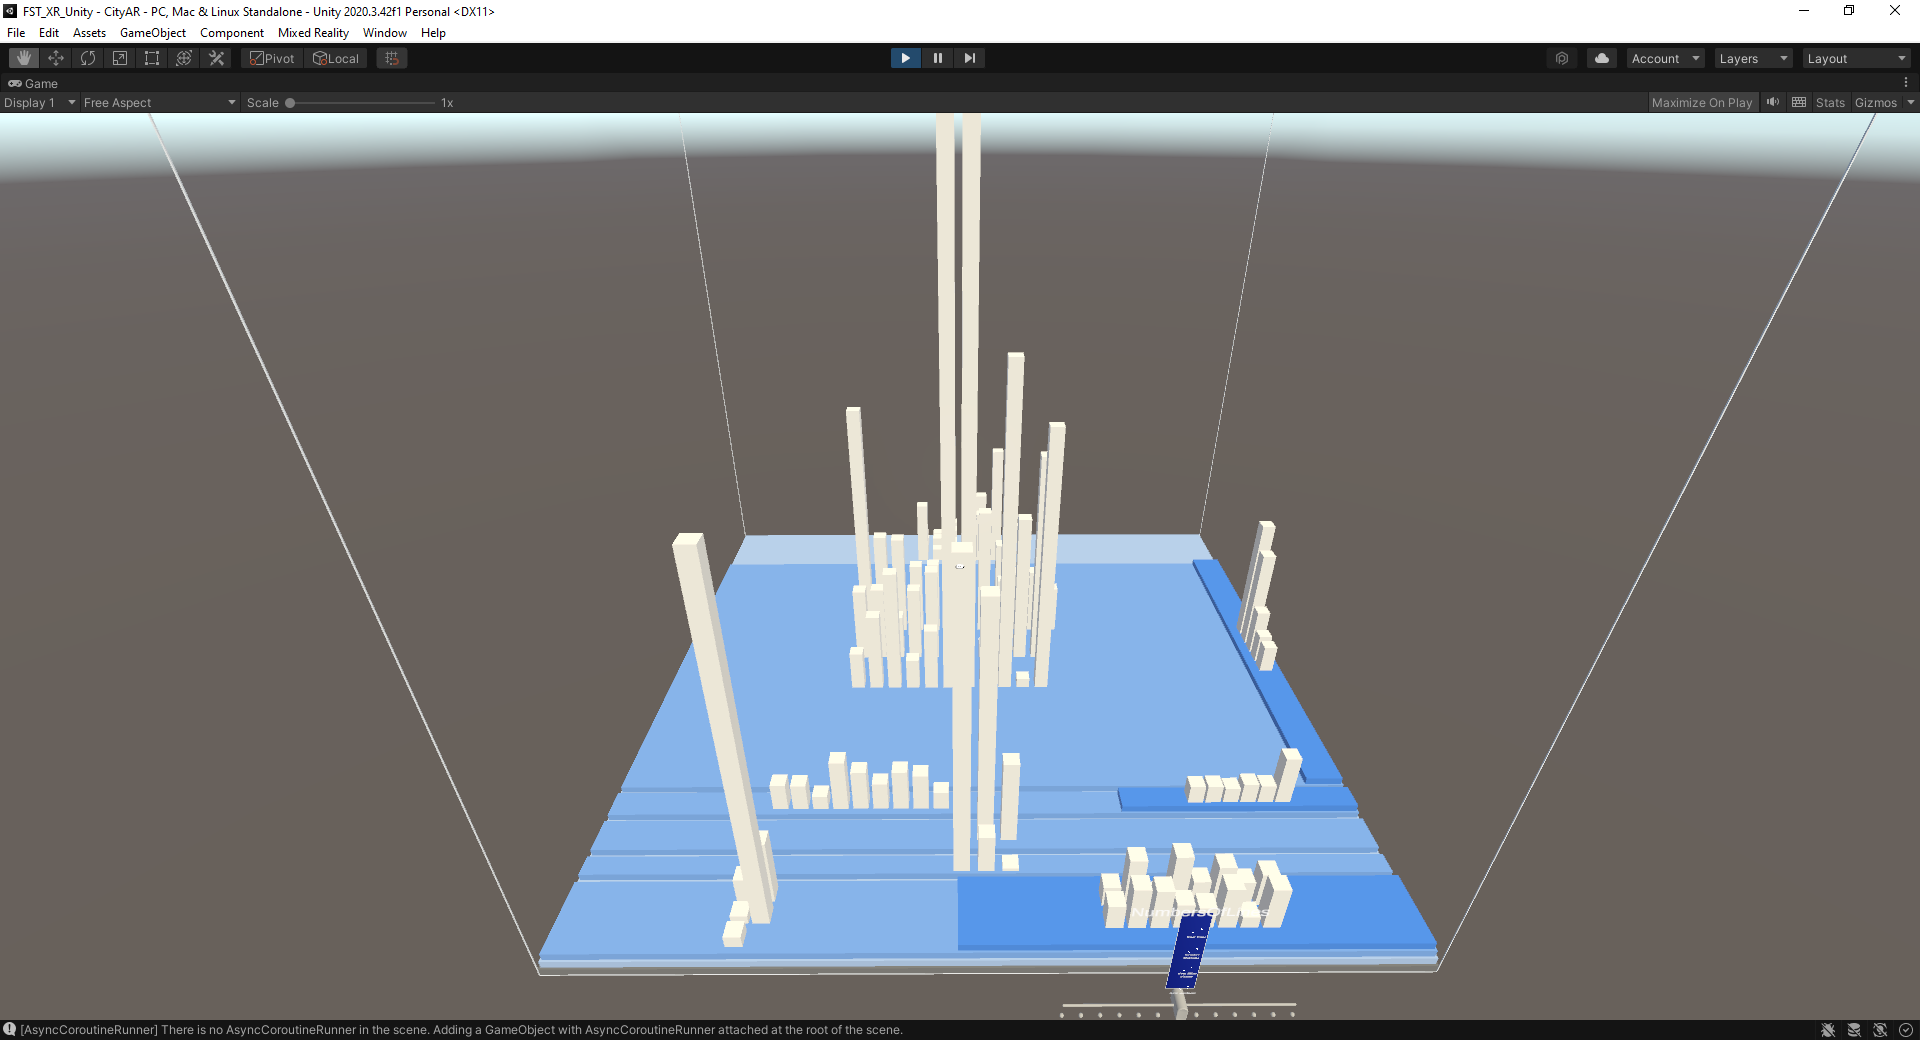 FST_XR_Unity - CityAR - PC, Mac & Linux Standalone - Unity 2020.3.42f1 Personal <DX11>
File Edit Assets GameObject Component Mixed Reality Window Help
Pivot Local Account Layers Layout
Game
Display 1 Free Aspect Scale 1x Maximize On Play Stats Gizmos
NumbersOfLines
[AsyncCoroutineRunner] There is no AsyncCoroutineRunner in the scene. Adding a GameObject with AsyncCoroutineRunner attached at the root of the scene.